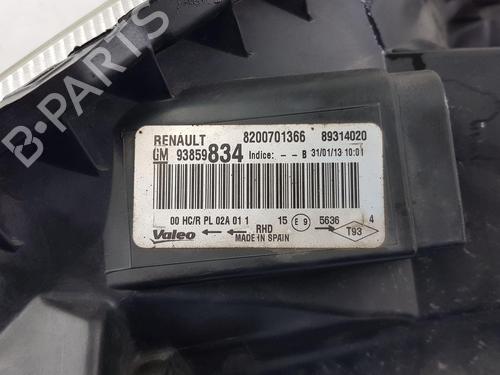 B-PARTS
RENAULT 8200701366 89314020
GM 93859834 Indice: - - B 31/01/13 10:01
00 HC/R PL 02A 01 1 15 E 9 5636 4
Valeo ← ← RHD → T93
MADE IN SPAIN